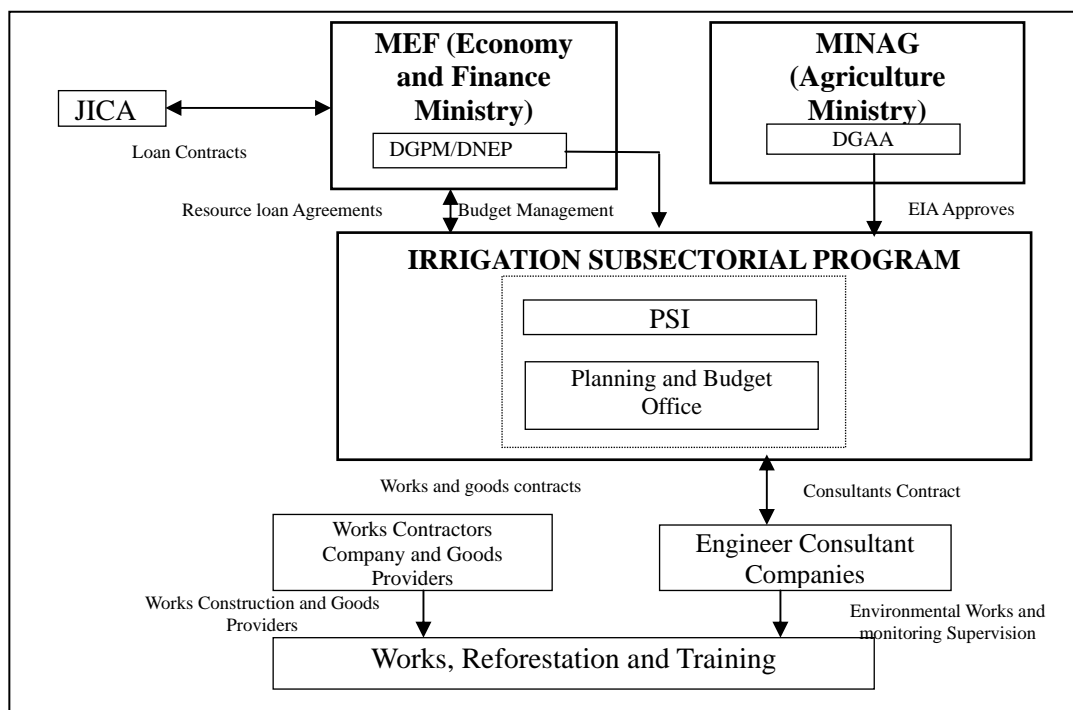 MEF (Economy
and Finance
Ministry)
MINAG
(Agriculture
Ministry)
JICA
DGPM/DNEP
DGAA
Loan Contracts
Resource loan Agreements
Budget Management
EIA Approves
IRRIGATION SUBSECTORIAL PROGRAM
PSI
Planning and Budget
Office
Works and goods contracts
Consultants Contract
Works Contractors
Company and Goods
Providers
Engineer Consultant
Companies
Works Construction and Goods
Providers
Environmental Works and
monitoring Supervision
Works, Reforestation and Training